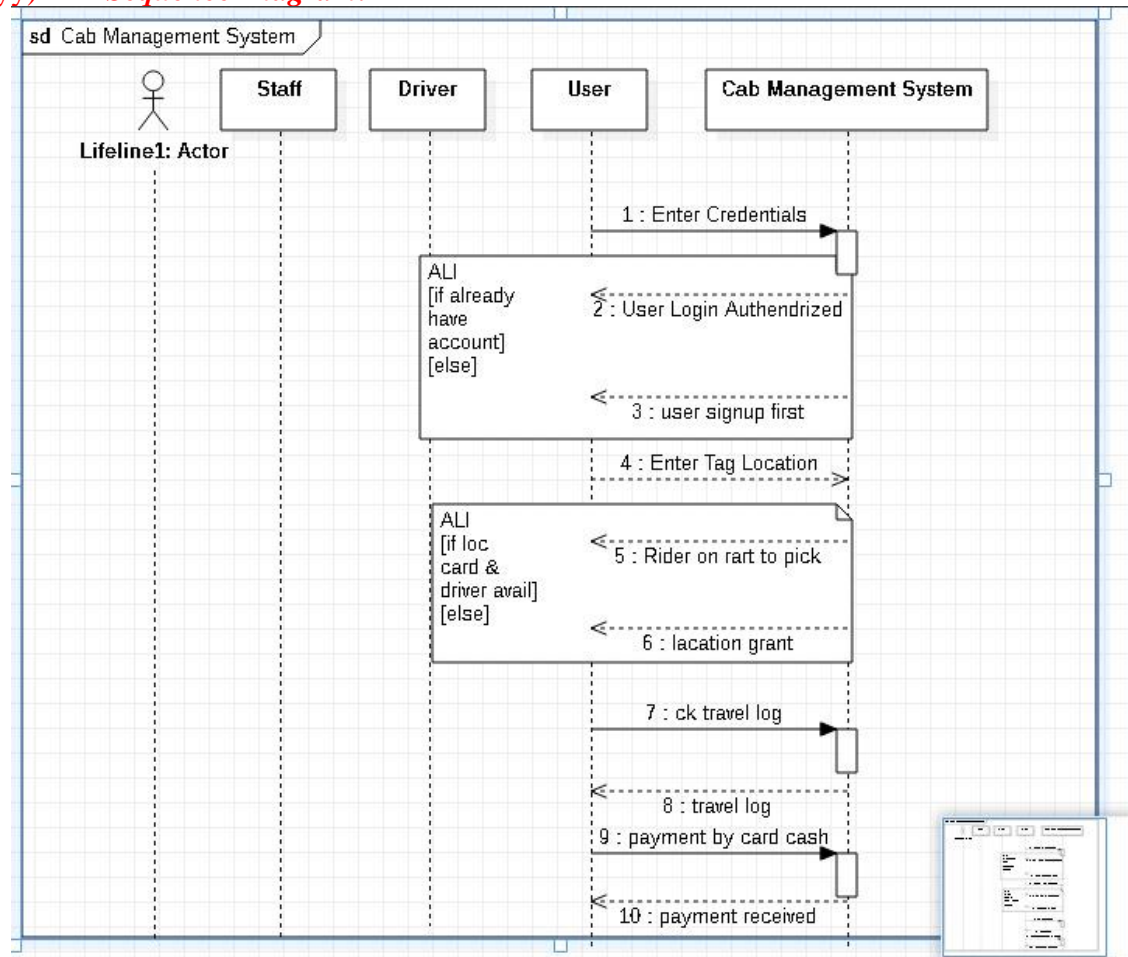 Sequence Diagram:
sd Cab Management System
Staff
Driver
User
Cab Management System
Lifeline1: Actor
1 : Enter Credentials
ALI
[if already
have
account]
[else]
2 : User Login Authendrized
3 : user signup first
4 : Enter Tag Location
ALI
[if loc
card &
driver avail]
[else]
5 : Rider on rart to pick
6 : lacation grant
7 : ck travel log
8 : travel log
9 : payment by card cash
10 : payment received